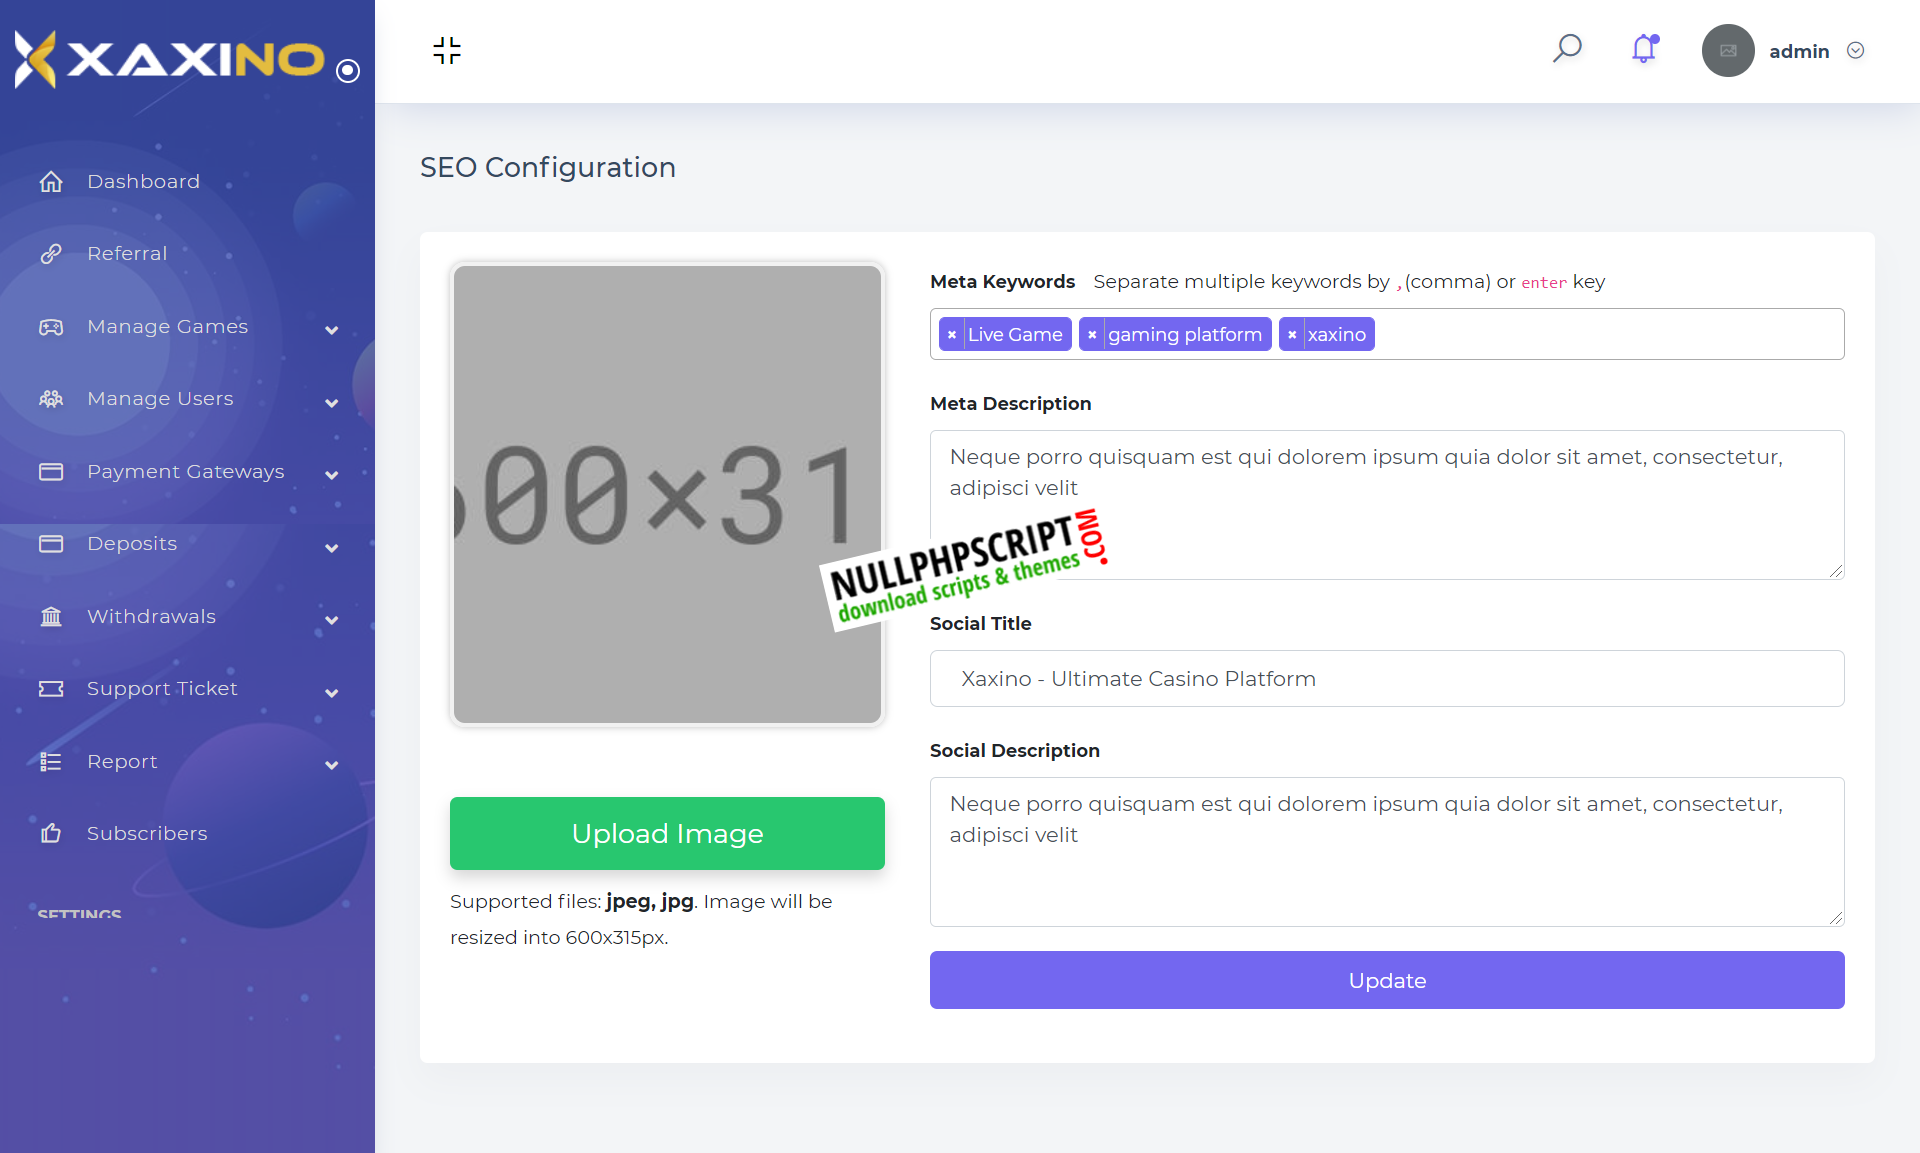 XAXINO
admin
Dashboard
Referral
Manage Games
Manage Users
Payment Gateways
Deposits
Withdrawals
Support Ticket
Report
Subscribers
SETTINGS
SEO Configuration
600×31
Upload Image
Supported files: jpeg, jpg. Image will be
resized into 600x315px.
Meta Keywords Separate multiple keywords by ,(comma) or enter key
× Live Game × gaming platform × xaxino
Meta Description
Neque porro quisquam est qui dolorem ipsum quia dolor sit amet, consectetur,
adipisci velit
NULLPHPSCRIPT.COM
download scripts & themes
Social Title
Xaxino - Ultimate Casino Platform
Social Description
Neque porro quisquam est qui dolorem ipsum quia dolor sit amet, consectetur,
adipisci velit
Update